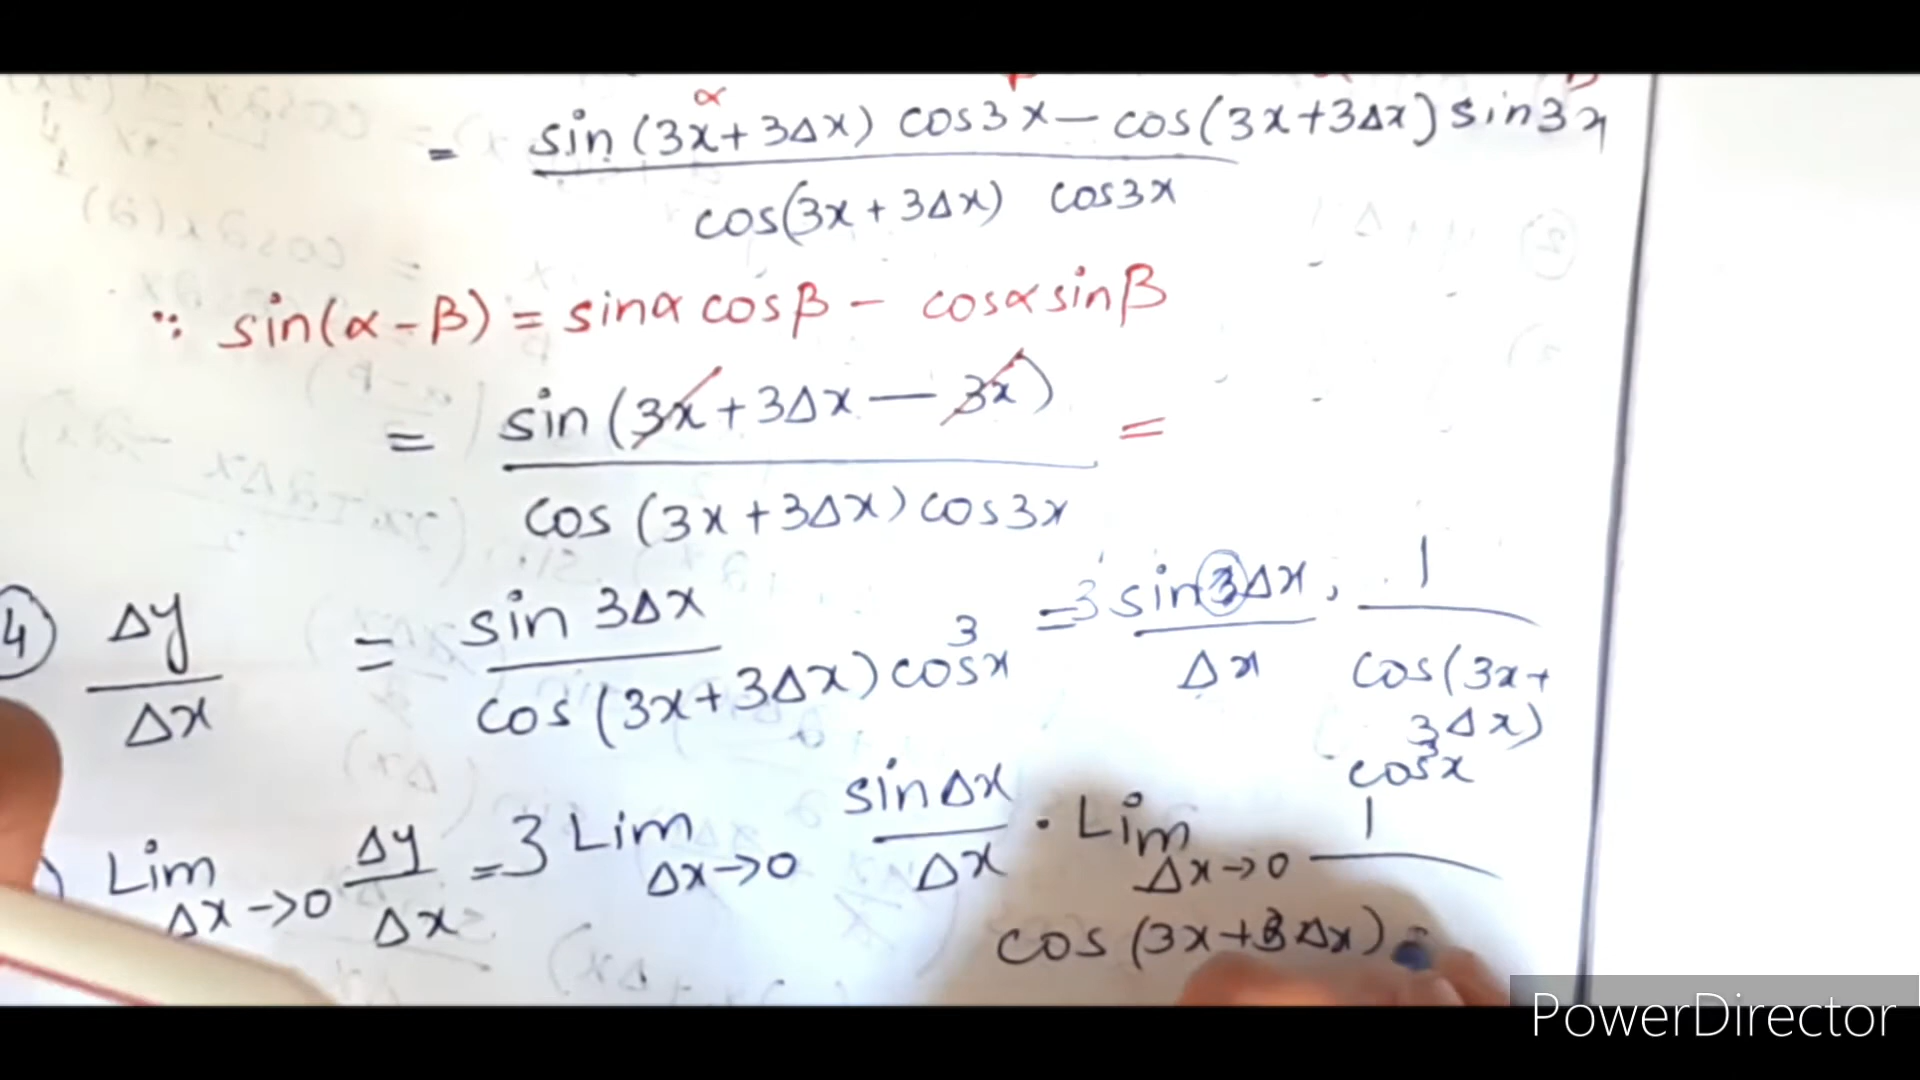 α
= sin (3x+3Δx) cos3x − cos(3x+3Δx) sin3x
cos(3x+3Δx) cos3x
∵ sin(α−β) = sinα cosβ − cosα sinβ
= sin (3x+3Δx − 3x) =
cos (3x+3Δx) cos3x
4 Δy/Δx = sin 3Δx / cos (3x+3Δx) cos3x = 3 sin3Δx / Δx . 1 / cos(3x+
3Δx)
cos3x
Lim Δx→0 Δy/Δx = 3 Lim Δx→0 sinΔx/Δx . Lim Δx→0 1
cos (3x+3Δx)
PowerDirector